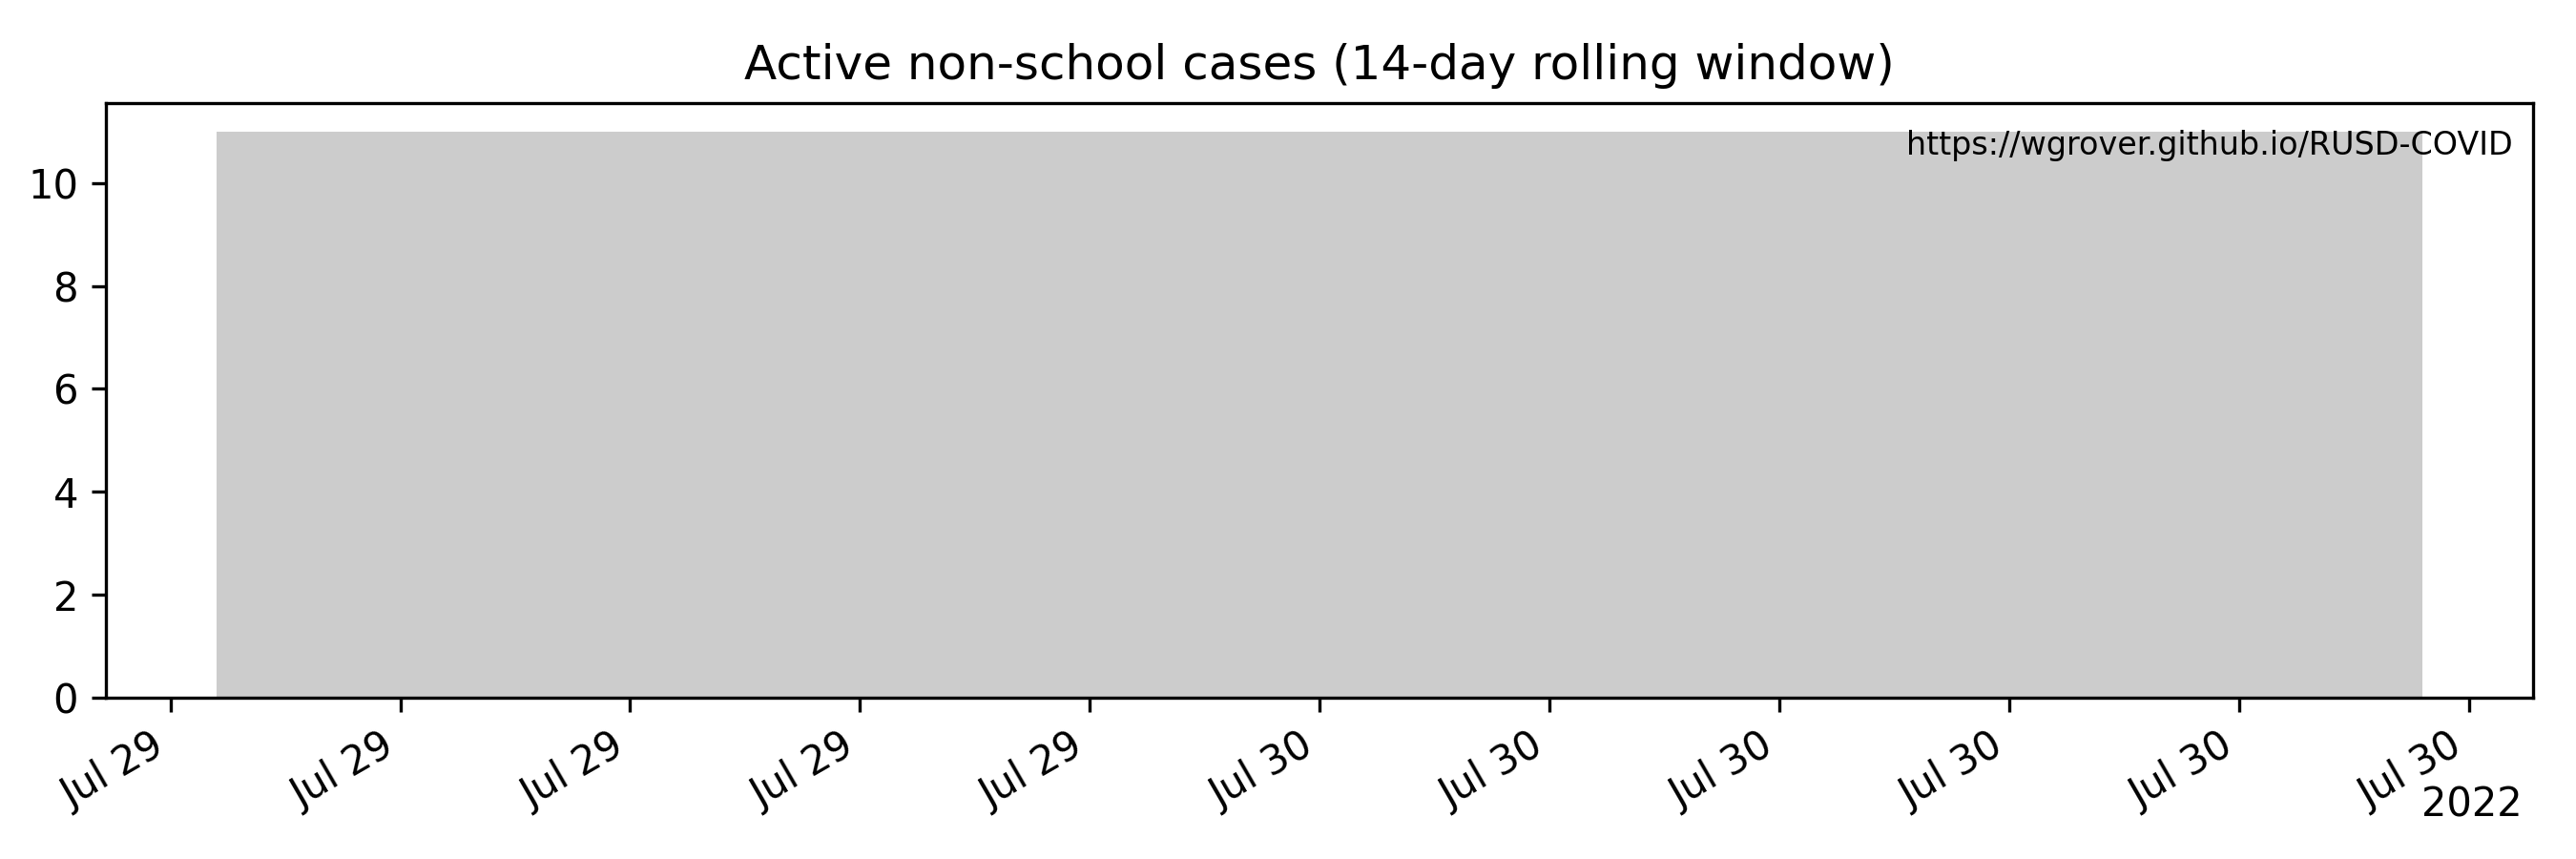 Active non-school cases (14-day rolling window)
https://wgrover.github.io/RUSD-COVID
10
8
6
4
2
0
Jul 29
Jul 29
Jul 29
Jul 29
Jul 29
Jul 30
Jul 30
Jul 30
Jul 30
Jul 30
Jul 30
2022